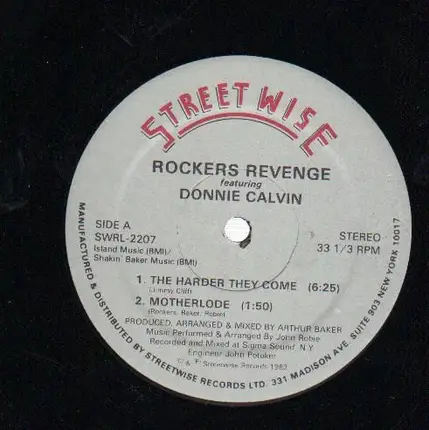 STREETWISE
ROCKERS REVENGE
featuring
DONNIE CALVIN
SIDE A
SWRL-2207
Island Music (BMI)/
Shakin' Baker Music (BMI)
STEREO
33 1/3 RPM
1. THE HARDER THEY COME (6:25)
(Jimmy Cliff)
2. MOTHERLODE (1:50)
(Rockers, Baker, Robie)
PRODUCED, ARRANGED & MIXED BY ARTHUR BAKER
Music Performed & Arranged By John Robie
Recorded and Mixed at Sigma Sound, N.Y.
Engineer John Potoker
© & ℗ Streetwise Records 1982
MANUFACTURED & DISTRIBUTED BY STREETWISE RECORDS LTD. 331 MADISON AVE. SUITE 903 NEW YORK 10017